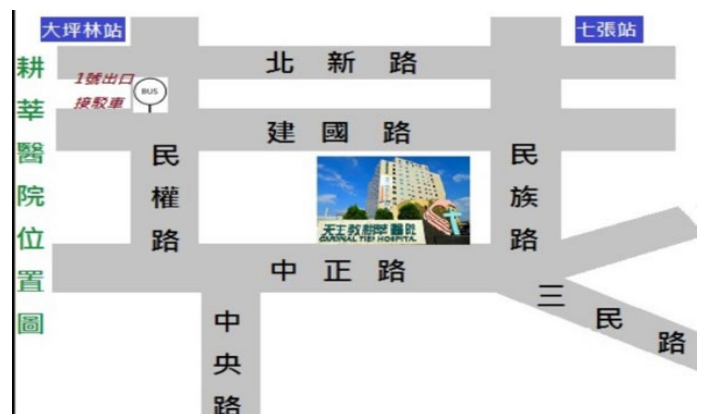 大坪林站
七張站
耕莘醫院位置圖
北新路
1號出口
接駁車
BUS
建國路
民權路
民族路
天主教耕莘醫院
CARDINAL TIEN HOSPITAL
中正路
三民路
中央路